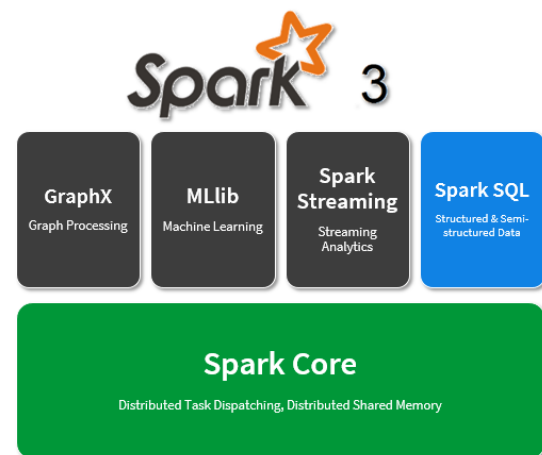 Spark 3
GraphX
Graph Processing
MLlib
Machine Learning
Spark
Streaming
Streaming
Analytics
Spark SQL
Structured & Semi-
structured Data
Spark Core
Distributed Task Dispatching, Distributed Shared Memory